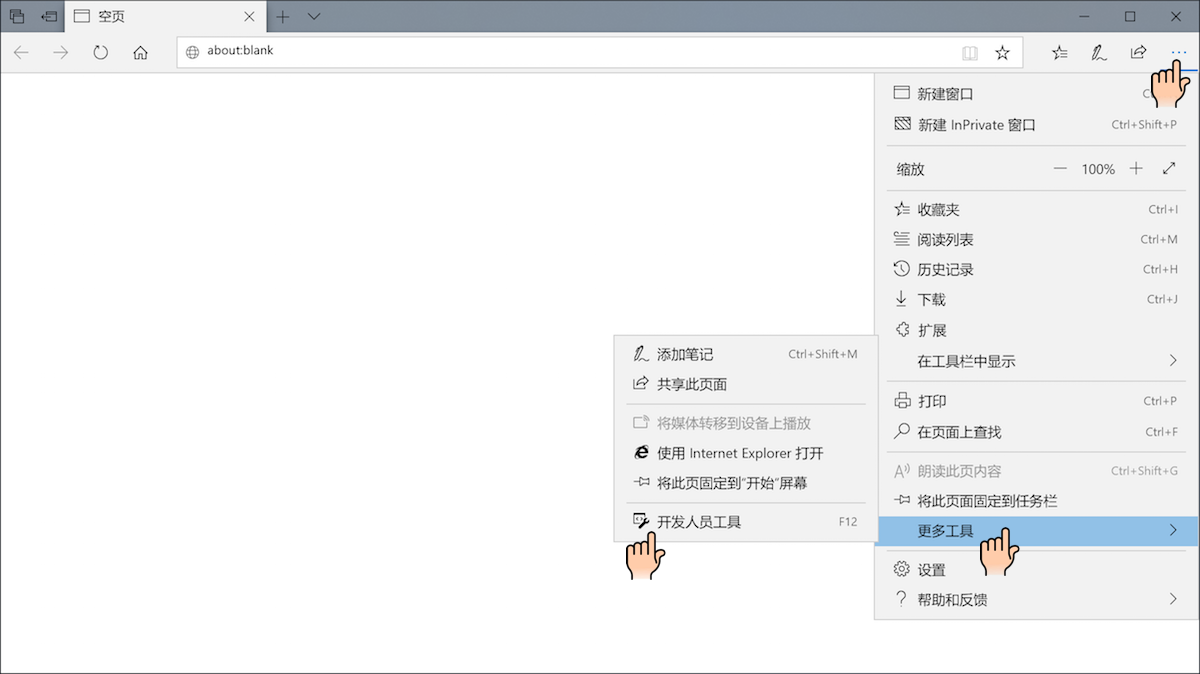 空页
about:blank
新建窗口
新建 InPrivate 窗口 Ctrl+Shift+P
缩放 100%
收藏夹 Ctrl+I
阅读列表 Ctrl+M
历史记录 Ctrl+H
下载 Ctrl+J
扩展
在工具栏中显示
打印 Ctrl+P
在页面上查找 Ctrl+F
朗读此页内容 Ctrl+Shift+G
将此页面固定到任务栏
更多工具
设置
帮助和反馈
添加笔记 Ctrl+Shift+M
共享此页面
将媒体转移到设备上播放
使用 Internet Explorer 打开
将此页固定到"开始"屏幕
开发人员工具 F12